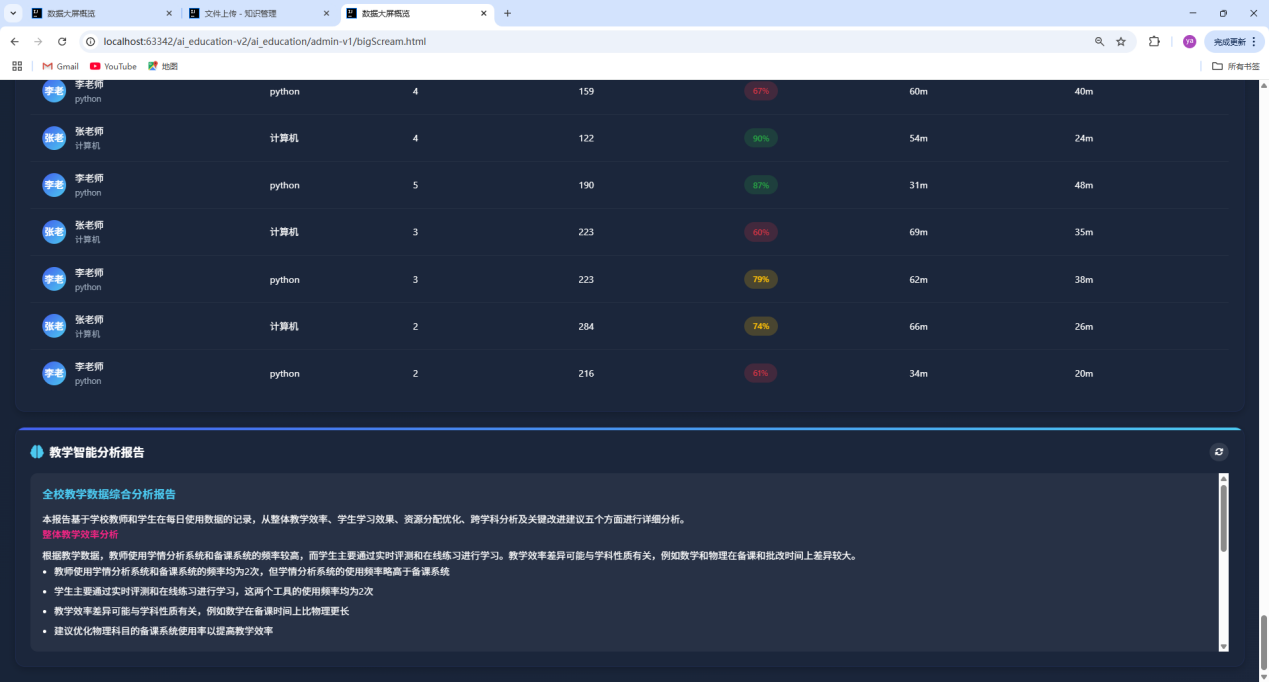 数据大屏概览
文件上传 - 知识管理
数据大屏概览
localhost:63342/ai_education-v2/ai_education/admin-v1/bigScream.html
ya
完成更新
Gmail
YouTube
地图
所有书签
李老 李老师 python python 4 159 67% 60m 40m
张老 张老师 计算机 计算机 4 122 90% 54m 24m
李老 李老师 python python 5 190 87% 31m 48m
张老 张老师 计算机 计算机 3 223 60% 69m 35m
李老 李老师 python python 3 223 79% 62m 38m
张老 张老师 计算机 计算机 2 284 74% 66m 26m
李老 李老师 python python 2 216 61% 34m 20m
教学智能分析报告
全校教学数据综合分析报告
本报告基于学校教师和学生在每日使用数据的记录，从整体教学效率、学生学习效果、资源分配优化、跨学科分析及关键改进建议五个方面进行详细分析。
整体教学效率分析
根据教学数据，教师使用学情分析系统和备课系统的频率较高，而学生主要通过实时评测和在线练习进行学习。教学效率差异可能与学科性质有关，例如数学和物理在备课和批改时间上差异较大。
• 教师使用学情分析系统和备课系统的频率均为2次，但学情分析系统的使用频率略高于备课系统
• 学生主要通过实时评测和在线练习进行学习，这两个工具的使用频率均为2次
• 教学效率差异可能与学科性质有关，例如数学在备课时间上比物理更长
• 建议优化物理科目的备课系统使用率以提高教学效率